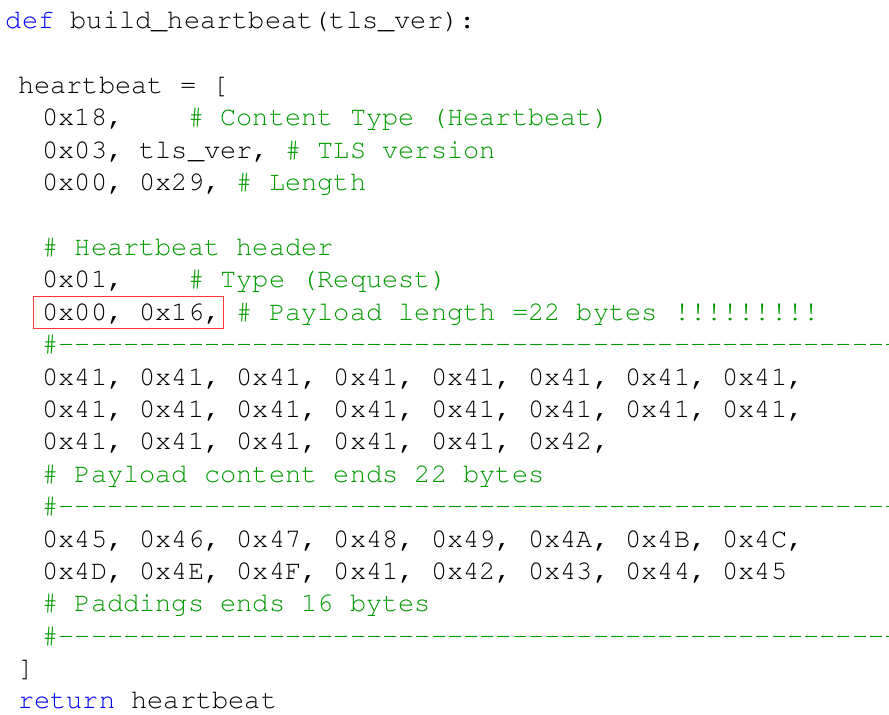 def build_heartbeat(tls_ver):
heartbeat = [
0x18, # Content Type (Heartbeat)
0x03, tls_ver, # TLS version
0x00, 0x29, # Length
# Heartbeat header
0x01, # Type (Request)
0x00, 0x16, # Payload length =22 bytes !!!!!!!!!
#----------------------------------------------------
0x41, 0x41, 0x41, 0x41, 0x41, 0x41, 0x41, 0x41,
0x41, 0x41, 0x41, 0x41, 0x41, 0x41, 0x41, 0x41,
0x41, 0x41, 0x41, 0x41, 0x41, 0x42,
# Payload content ends 22 bytes
#----------------------------------------------------
0x45, 0x46, 0x47, 0x48, 0x49, 0x4A, 0x4B, 0x4C,
0x4D, 0x4E, 0x4F, 0x41, 0x42, 0x43, 0x44, 0x45
# Paddings ends 16 bytes
#----------------------------------------------------
]
return heartbeat